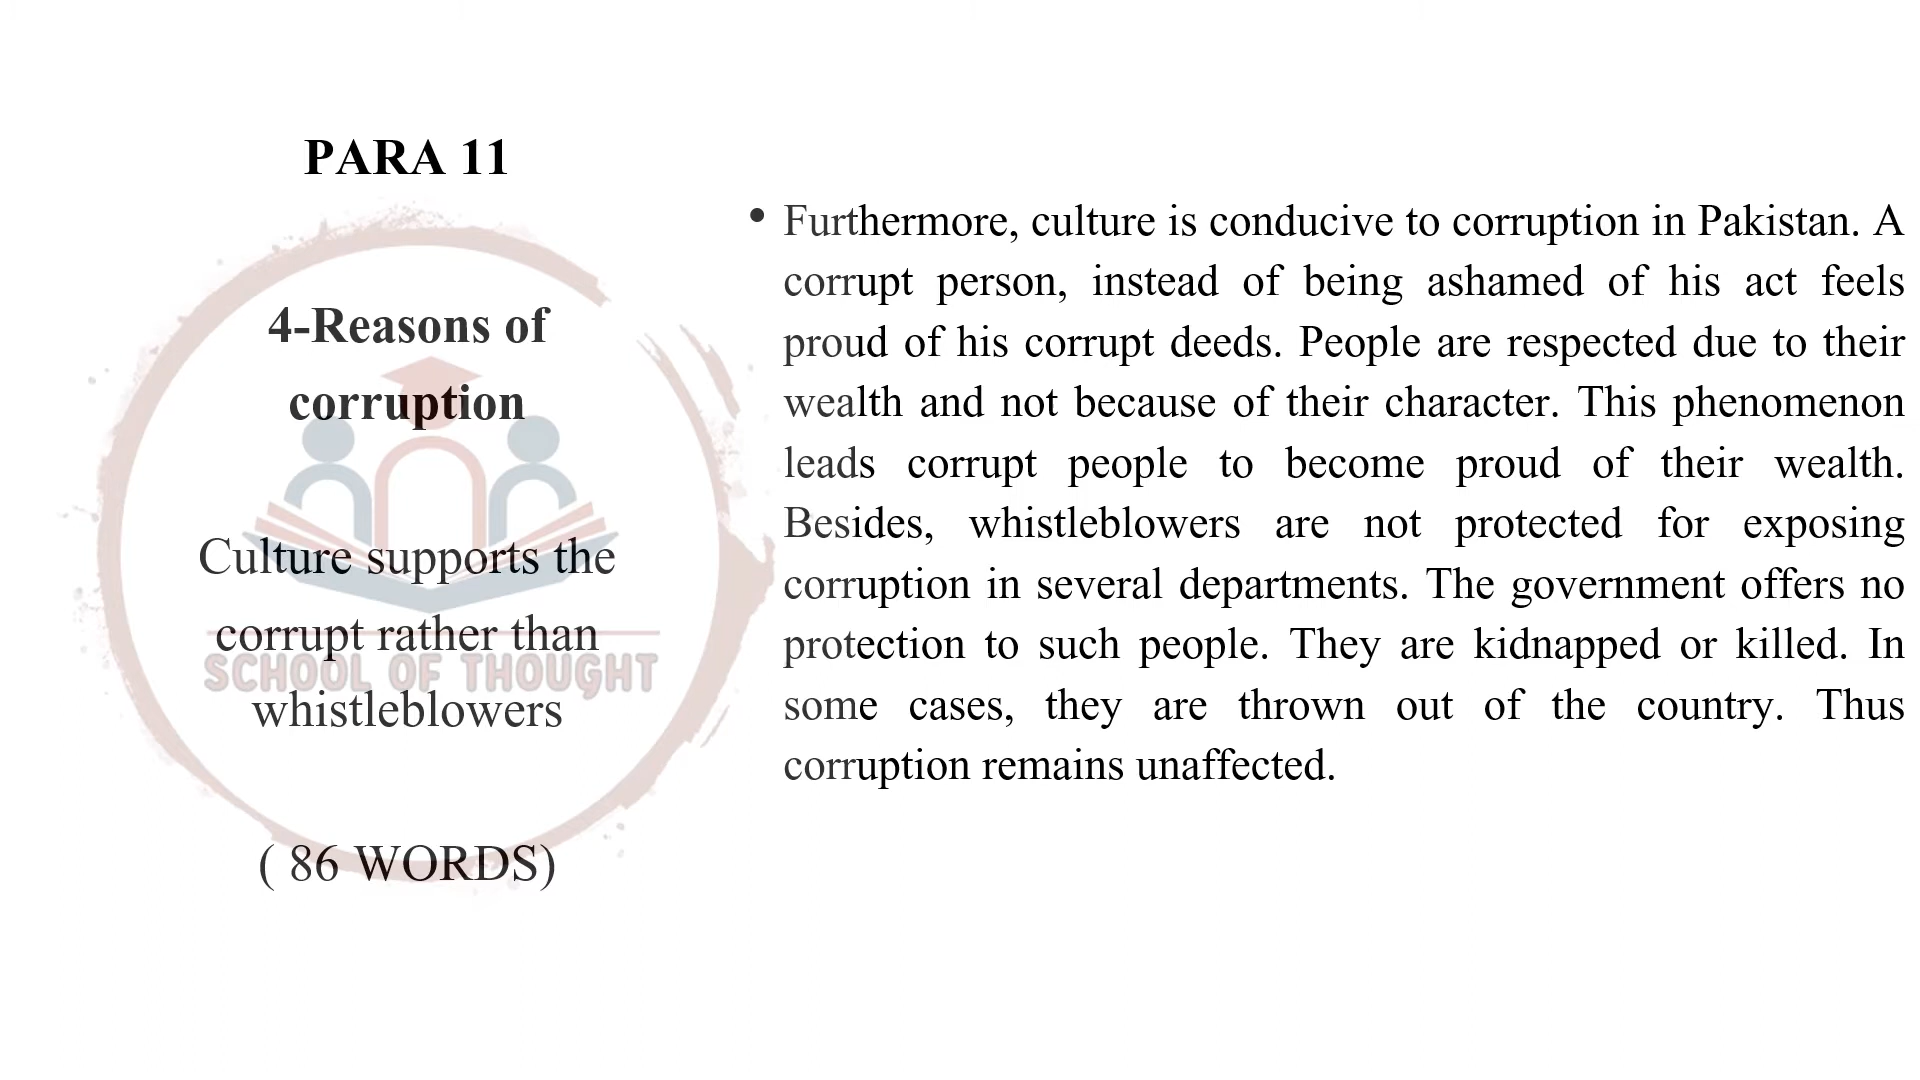 PARA 11
4-Reasons of
corruption
Culture supports the
corrupt rather than
SCHOOL OF THOUGHT
whistleblowers
( 86 WORDS)
• Furthermore, culture is conducive to corruption in Pakistan. A
corrupt person, instead of being ashamed of his act feels
proud of his corrupt deeds. People are respected due to their
wealth and not because of their character. This phenomenon
leads corrupt people to become proud of their wealth.
Besides, whistleblowers are not protected for exposing
corruption in several departments. The government offers no
protection to such people. They are kidnapped or killed. In
some cases, they are thrown out of the country. Thus
corruption remains unaffected.